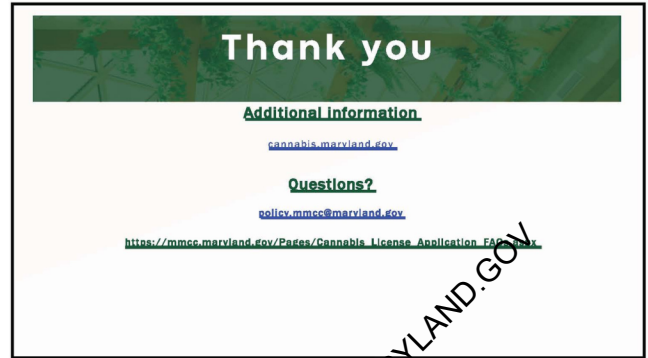 Thank you
Additional information
cannabis.maryland.gov
Questions?
policy.mmcc@maryland.gov
https://mmcc.maryland.gov/Pages/Cannabis_License_Application_FAQs.aspx
YLAND.GOV